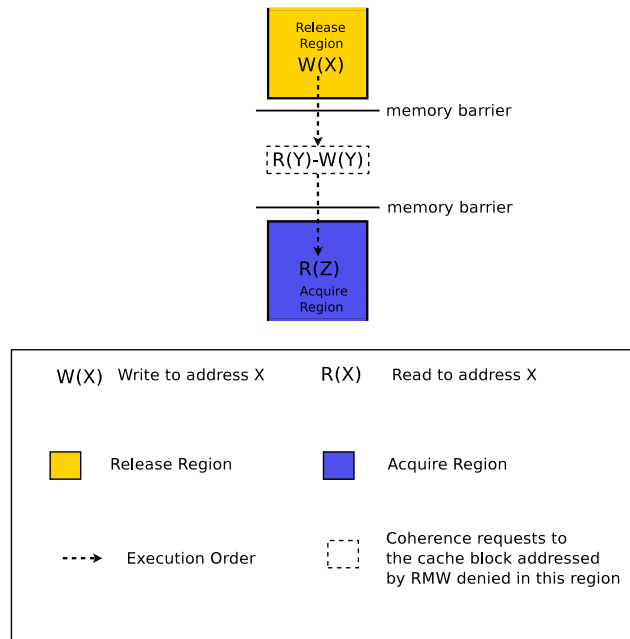 Release
Region
W(X)
memory barrier
R(Y)-W(Y)
memory barrier
R(Z)
Acquire
Region
W(X) Write to address X
R(X) Read to address X
Release Region
Acquire Region
Execution Order
Coherence requests to
the cache block addressed
by RMW denied in this region